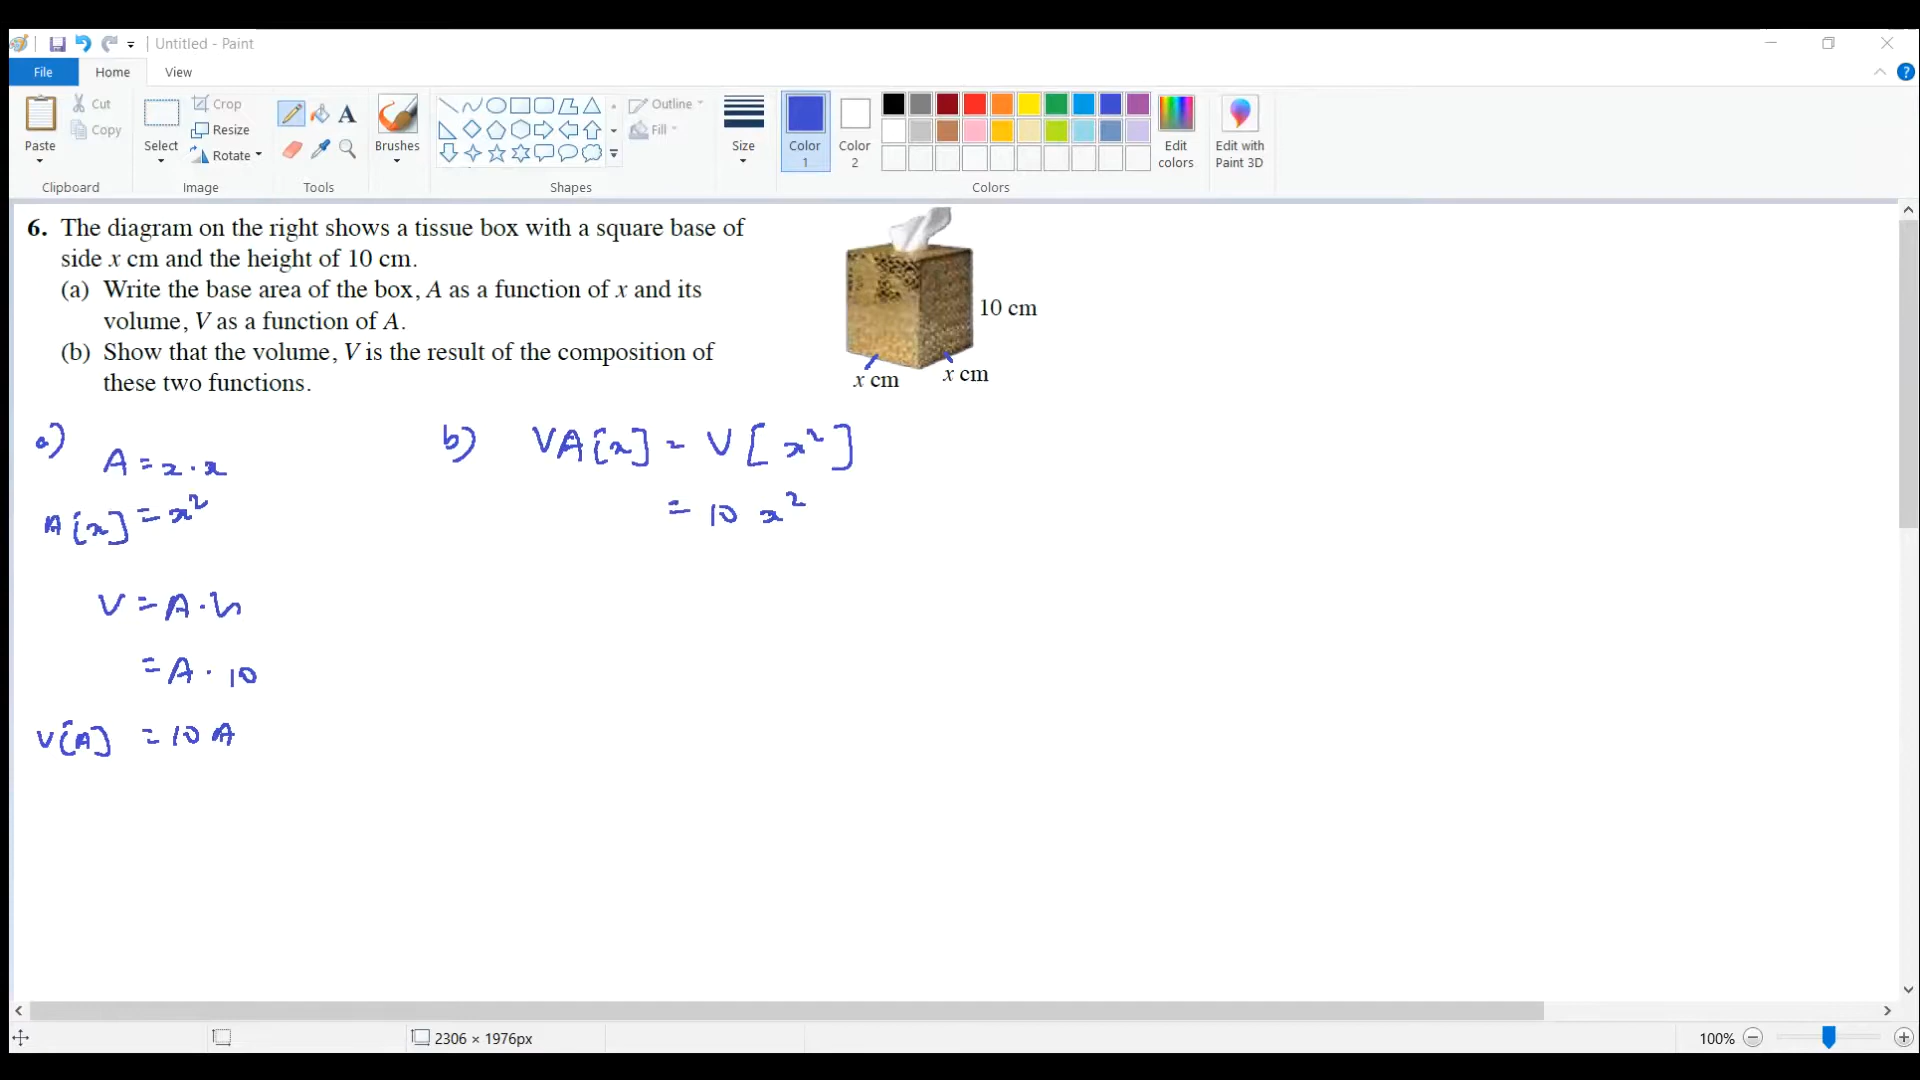 Untitled - Paint
File Home View
Cut
Copy
Paste
Clipboard
Select
Crop
Resize
Rotate
Image
A
Tools
Brushes
Outline
Fill
Shapes
Size
Color 1
Color 2
Edit colors
Edit with Paint 3D
Colors
6. The diagram on the right shows a tissue box with a square base of
side x cm and the height of 10 cm.
(a) Write the base area of the box, A as a function of x and its
volume, V as a function of A.
(b) Show that the volume, V is the result of the composition of
these two functions.
10 cm
x cm
x cm
a)
A = x . x
A[x] = x²
V = A . h
= A . 10
V[A] = 10 A
b) VA[x] = V[x²]
= 10 x²
2306 × 1976px
100%